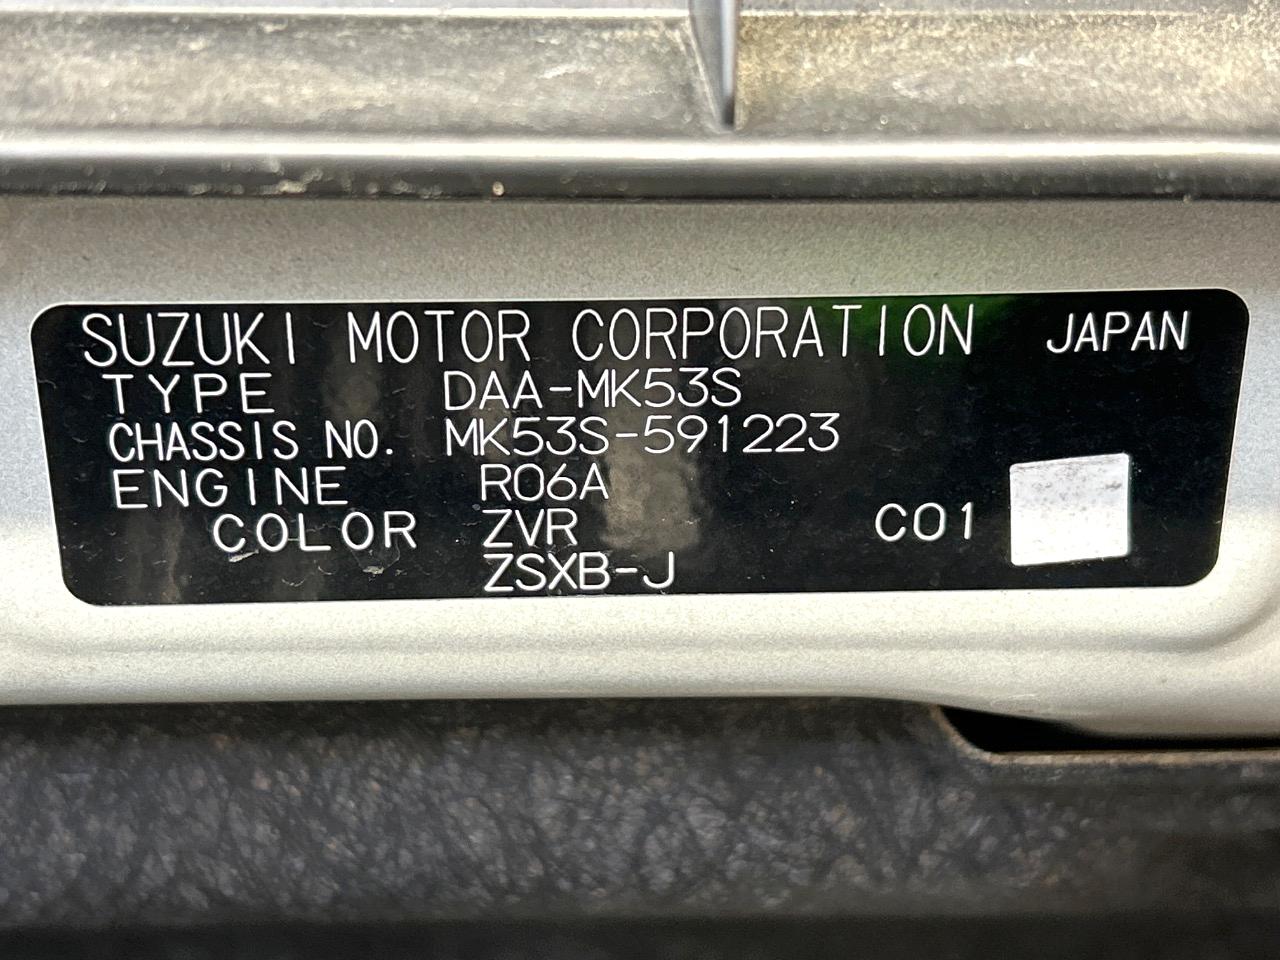 SUZUKI MOTOR CORPORATION JAPAN
TYPE DAA-MK53S
CHASSIS NO. MK53S-591223
ENGINE R06A
COLOR ZVR C01
ZSXB-J